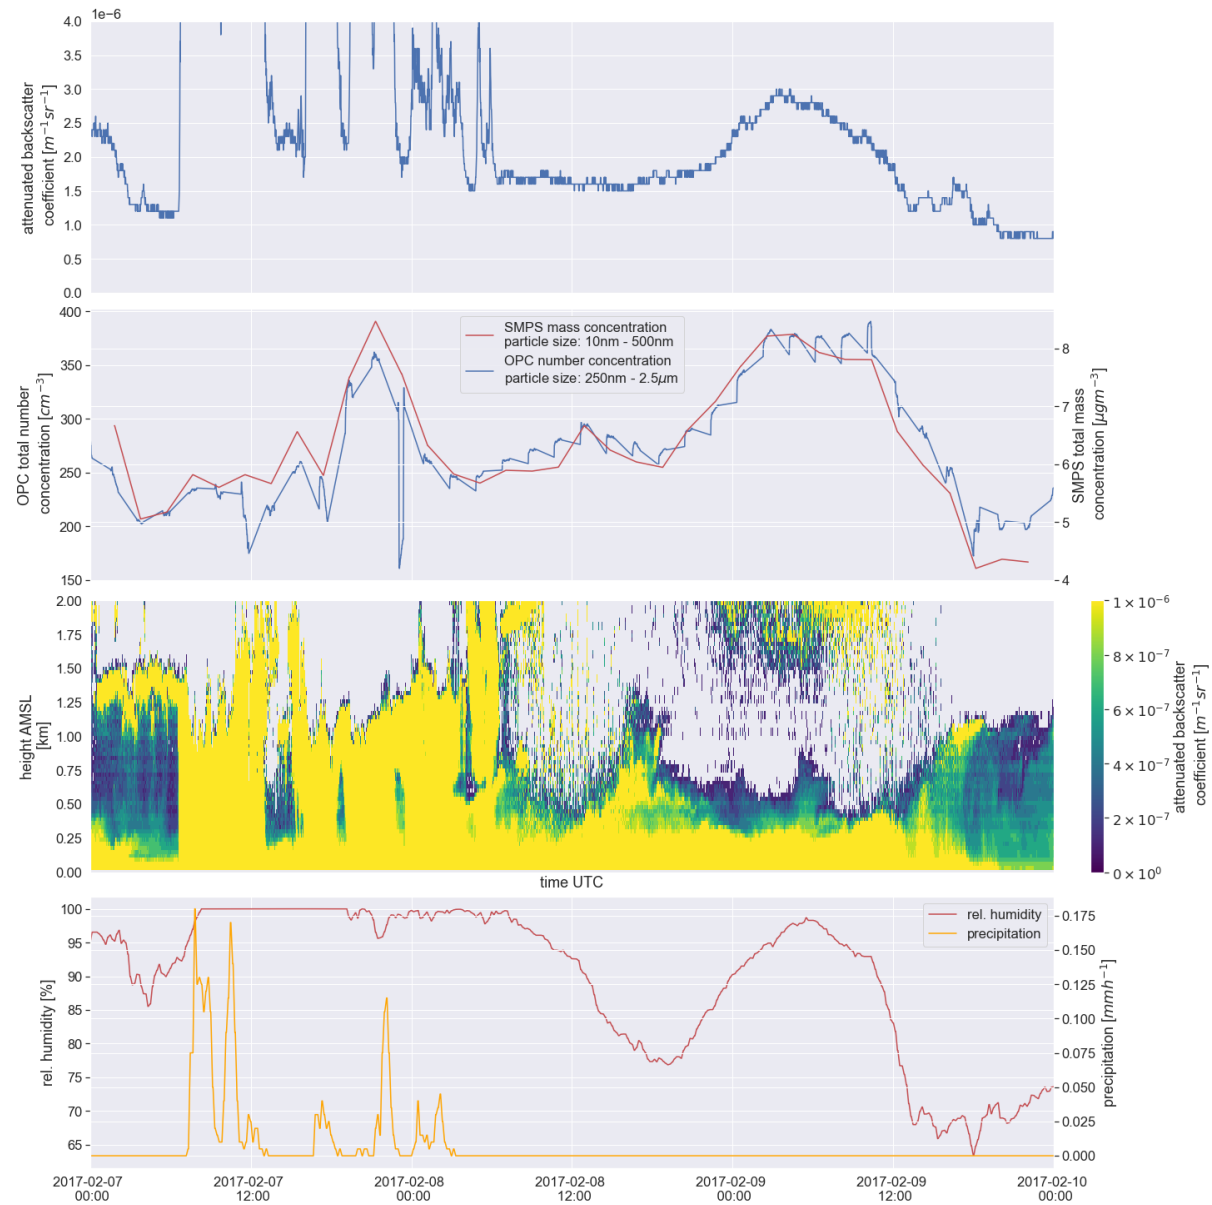 1e−6
4.0
3.5
3.0
2.5
2.0
1.5
1.0
0.5
0.0
attenuated backscatter
coefficient [m⁻¹sr⁻¹]
400
350
300
250
200
150
OPC total number
concentration [cm⁻³]
SMPS mass concentration
particle size: 10nm - 500nm
OPC number concentration
particle size: 250nm - 2.5μm
8
7
6
5
4
SMPS total mass
concentration [μgm⁻³]
2.00
1.75
1.50
1.25
1.00
0.75
0.50
0.25
0.00
height AMSL
[km]
time UTC
1 × 10⁻⁶
8 × 10⁻⁷
6 × 10⁻⁷
4 × 10⁻⁷
2 × 10⁻⁷
0 × 10⁰
attenuated backscatter
coefficient [m⁻¹sr⁻¹]
100
95
90
85
80
75
70
65
rel. humidity [%]
rel. humidity
precipitation
0.175
0.150
0.125
0.100
0.075
0.050
0.025
0.000
precipitation [mmh⁻¹]
2017-02-07
00:00
2017-02-07
12:00
2017-02-08
00:00
2017-02-08
12:00
2017-02-09
00:00
2017-02-09
12:00
2017-02-10
00:00